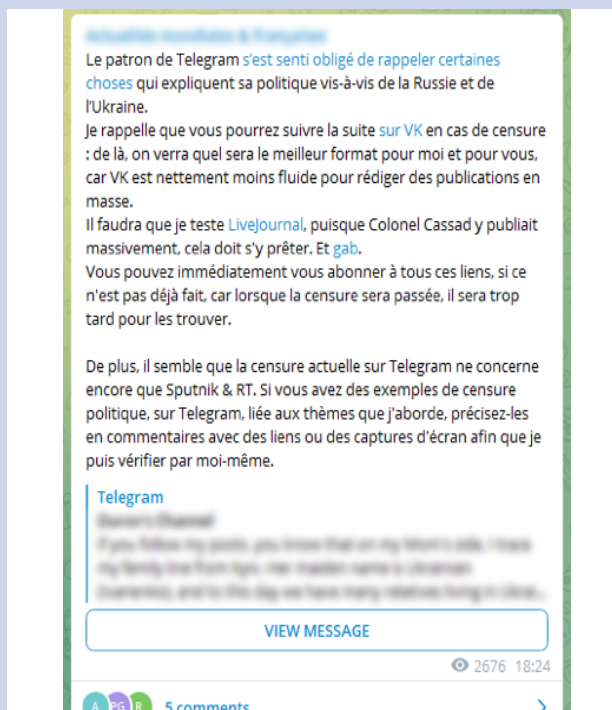 Le patron de Telegram s'est senti obligé de rappeler certaines
choses qui expliquent sa politique vis-à-vis de la Russie et de
l'Ukraine.
Je rappelle que vous pourrez suivre la suite sur VK en cas de censure
: de là, on verra quel sera le meilleur format pour moi et pour vous,
car VK est nettement moins fluide pour rédiger des publications en
masse.
Il faudra que je teste LiveJournal, puisque Colonel Cassad y publiait
massivement, cela doit s'y prêter. Et gab.
Vous pouvez immédiatement vous abonner à tous ces liens, si ce
n'est pas déjà fait, car lorsque la censure sera passée, il sera trop
tard pour les trouver.
De plus, il semble que la censure actuelle sur Telegram ne concerne
encore que Sputnik & RT. Si vous avez des exemples de censure
politique, sur Telegram, liée aux thèmes que j'aborde, précisez-les
en commentaires avec des liens ou des captures d'écran afin que je
puis vérifier par moi-même.
Telegram
VIEW MESSAGE
2676 18:24
A PG R 5 comments